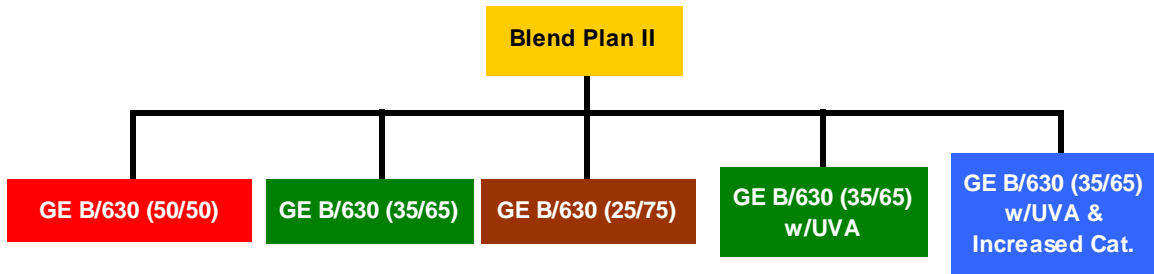 Blend Plan II
GE B/630 (50/50)
GE B/630 (35/65)
GE B/630 (25/75)
GE B/630 (35/65)
w/UVA
GE B/630 (35/65)
w/UVA &
Increased Cat.